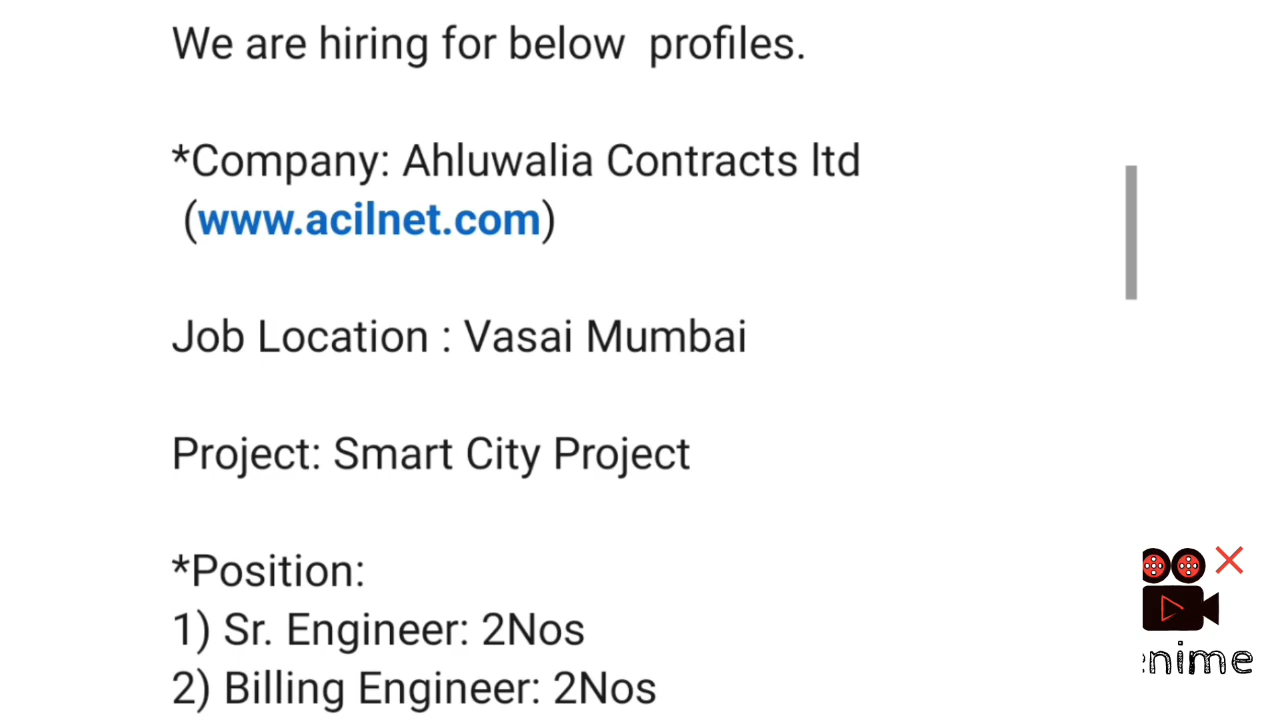 We are hiring for below profiles.
*Company: Ahluwalia Contracts ltd
(www.acilnet.com)
Job Location : Vasai Mumbai
Project: Smart City Project
*Position:
1) Sr. Engineer: 2Nos
2) Billing Engineer: 2Nos
enime